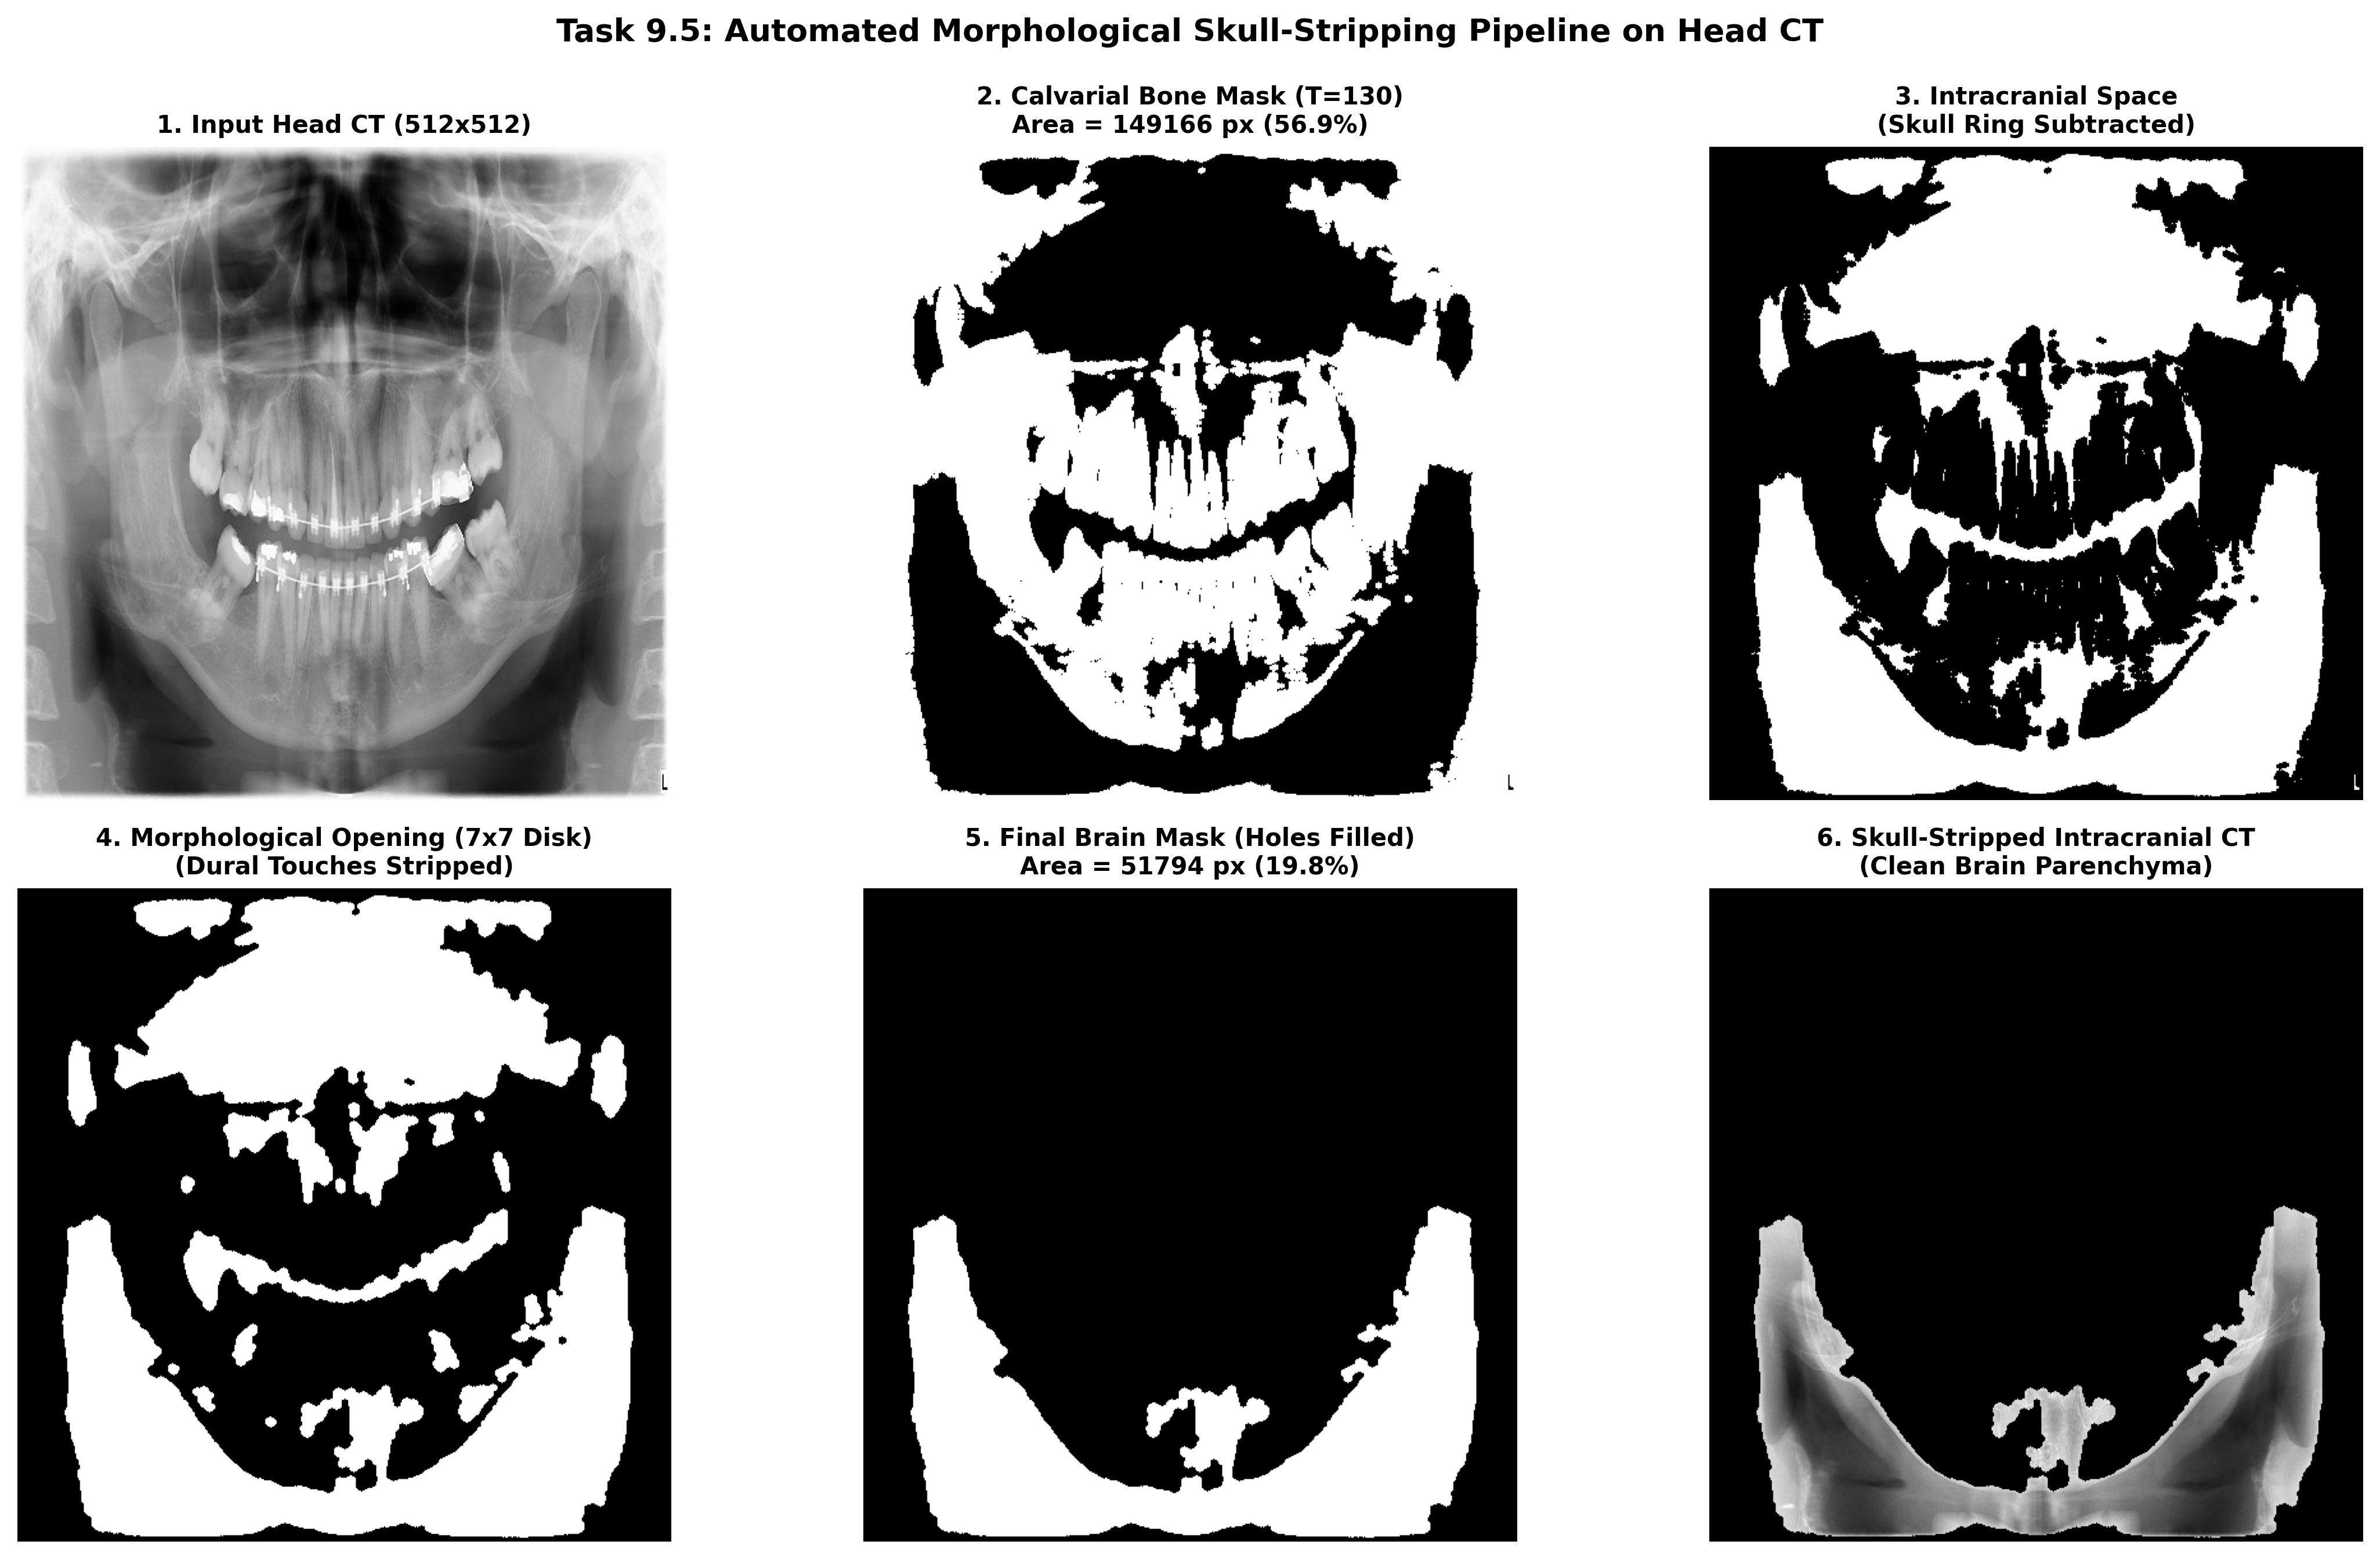 Task 9.5: Automated Morphological Skull-Stripping Pipeline on Head CT
1. Input Head CT (512x512)
2. Calvarial Bone Mask (T=130)
Area = 149166 px (56.9%)
3. Intracranial Space
(Skull Ring Subtracted)
L
L
L
4. Morphological Opening (7x7 Disk)
(Dural Touches Stripped)
5. Final Brain Mask (Holes Filled)
Area = 51794 px (19.8%)
6. Skull-Stripped Intracranial CT
(Clean Brain Parenchyma)